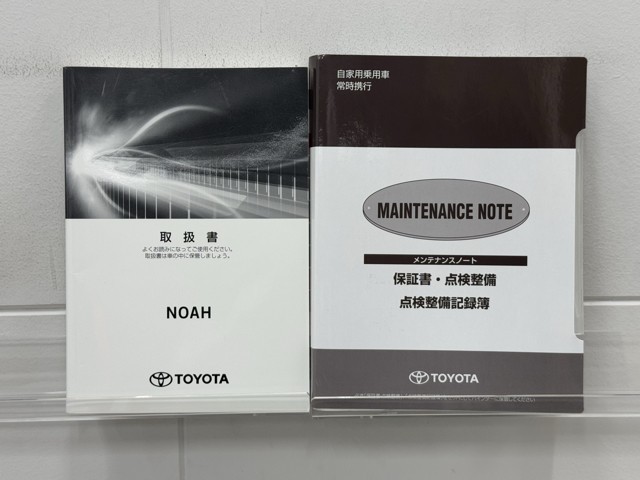 取扱書
よくお読みになってご使用ください。
取扱書は車の中に保管しましょう。
NOAH
TOYOTA
自家用乗用車
常時携行
MAINTENANCE NOTE
メンテナンスノート
保証書・点検整備
点検整備記録簿
TOYOTA